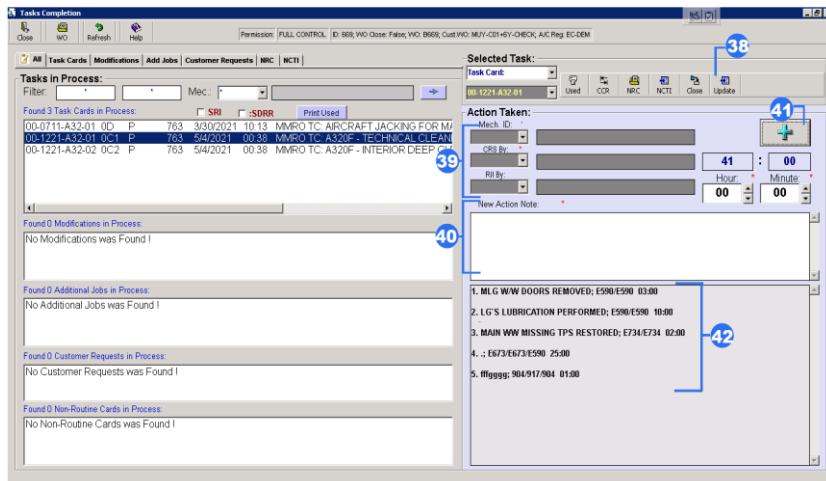 Tasks Completion
Close WO Refresh Help
Permission: FULL CONTROL ID: 669; WO Close: False; WO: B669; Cust.WO: MUY-C01+6Y-CHECK; A/C Reg: EC-DEM
38
All Task Cards Modifications Add Jobs Customer Requests NRC NCTI
Selected Task:
Task Card:
00-1221-A32-01
Used CCR NRC NCTI Close Update
Tasks in Process:
Filter: * * Mec.: *
Found 3 Task Cards in Process: SRI :SDRR Print Used
00-0711-A32-01 0D P 763 3/30/2021 10:13 MMRO TC: AIRCRAFT JACKING FOR MA
00-1221-A32-01 0C1 P 763 5/4/2021 00:38 MMRO TC: A320F - TECHNICAL CLEAN
00-1221-A32-02 0C2 P 763 5/4/2021 00:38 MMRO TC: A320F - INTERIOR DEEP
Found 0 Modifications in Process:
No Modifications was Found !
Found 0 Additional Jobs in Process:
No Additional Jobs was Found !
Found 0 Customer Requests in Process:
No Customer Requests was Found !
Found 0 Non-Routine Cards in Process:
No Non-Routine Cards was Found !
Action Taken:
41
Mech. ID: *
CRS By: *
39
41 : 00
RII By:
Hour: * Minute: *
00 00
New Action Note: *
40
1. MLG W/W DOORS REMOVED; E590/E590 03:00
2. LG'S LUBRICATION PERFORMED; E590/E590 10:00
3. MAIN WW MISSING TPS RESTORED; E734/E734 02:00
42
4. .; E673/E673/E590 25:00
5. fffgggg; 904/917/904 01:00